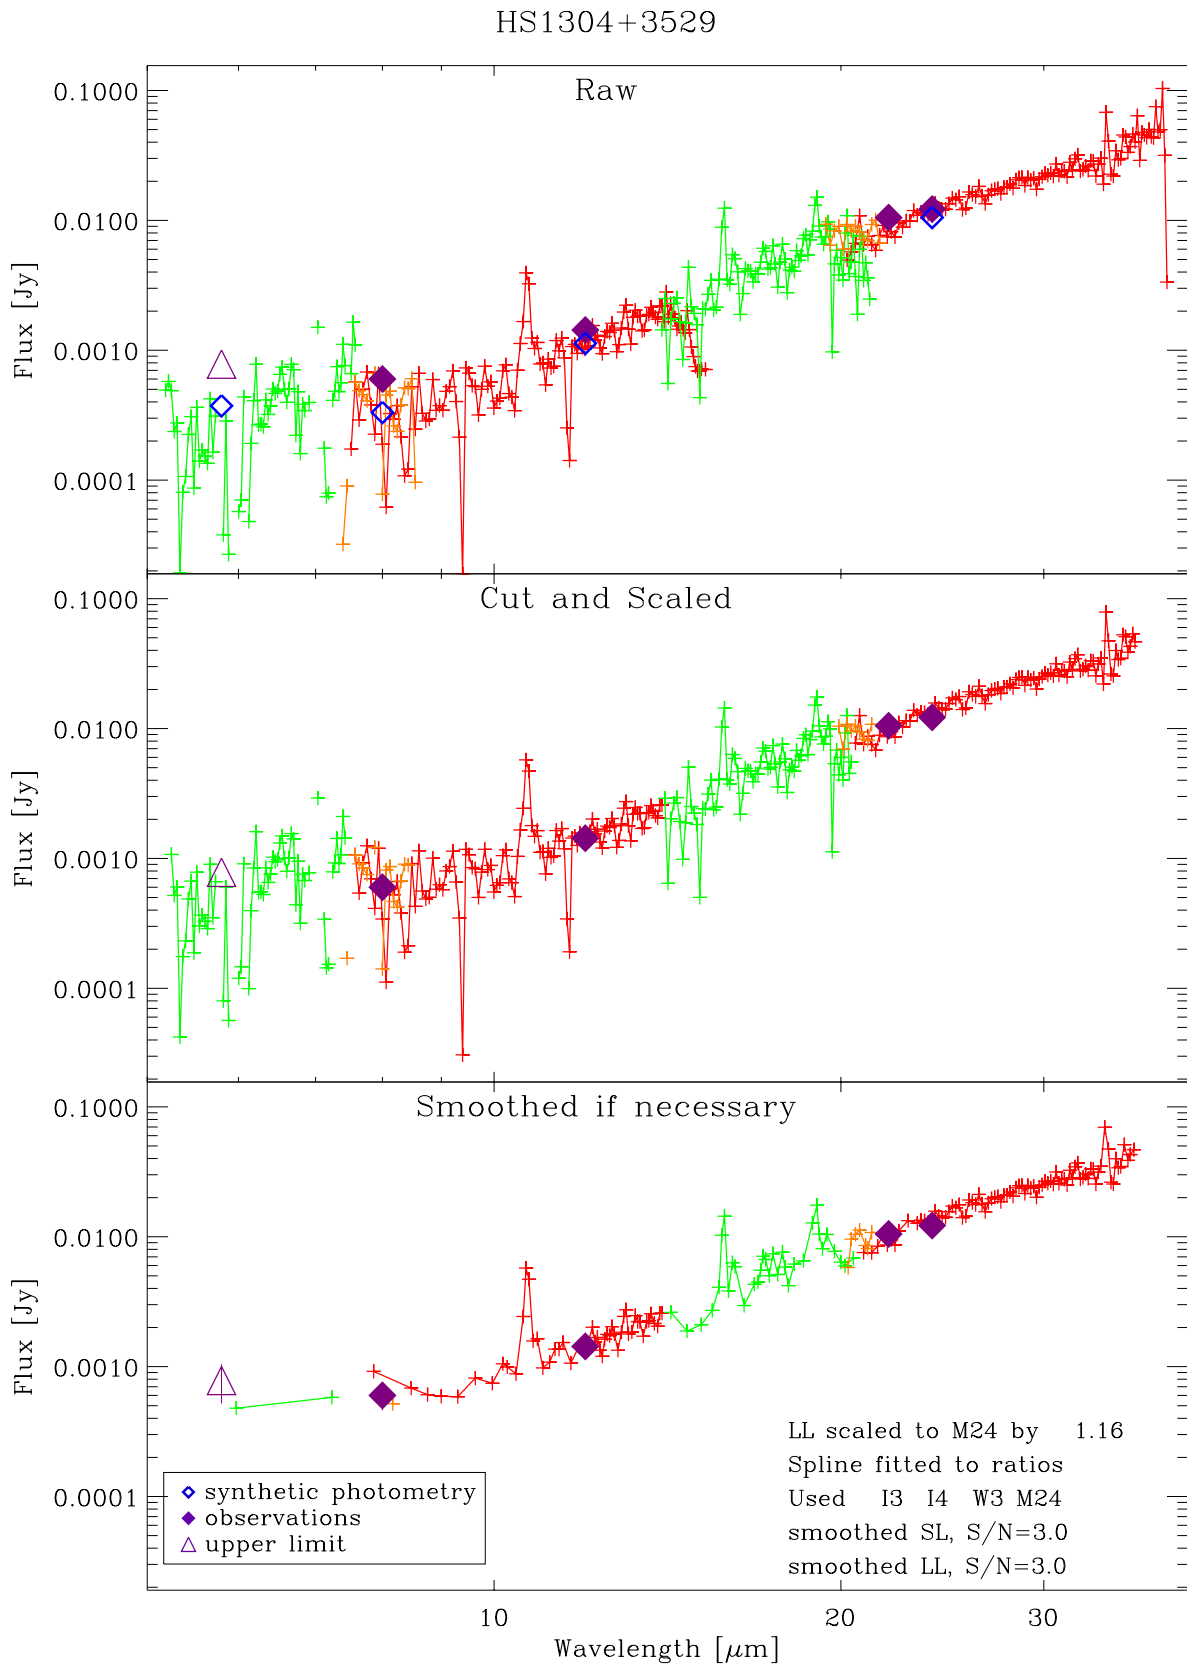 HS1304+3529
Raw
0.1000
0.0100
0.0010
0.0001
Flux [Jy]
Cut and Scaled
0.1000
0.0100
0.0010
0.0001
Flux [Jy]
Smoothed if necessary
0.1000
0.0100
0.0010
0.0001
Flux [Jy]
LL scaled to M24 by 1.16
Spline fitted to ratios
Used I3 I4 W3 M24
smoothed SL, S/N=3.0
smoothed LL, S/N=3.0
synthetic photometry
observations
upper limit
10 20 30
Wavelength [μm]